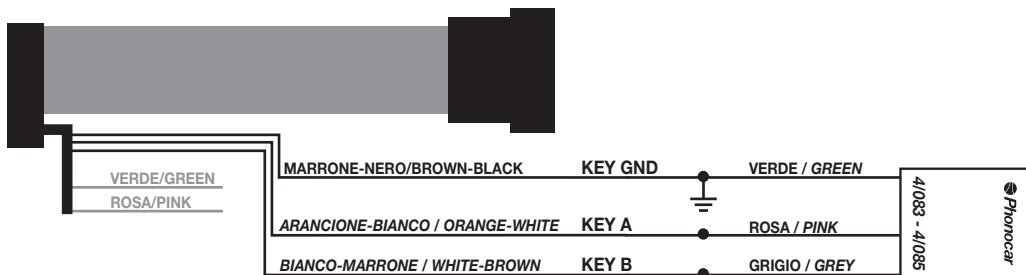 MARRONE-NERO/BROWN-BLACK KEY GND VERDE / GREEN
VERDE/GREEN
ROSA/PINK
ARANCIONE-BIANCO / ORANGE-WHITE KEY A ROSA / PINK
BIANCO-MARRONE / WHITE-BROWN KEY B GRIGIO / GREY
4/083 - 4/085
Phonocar